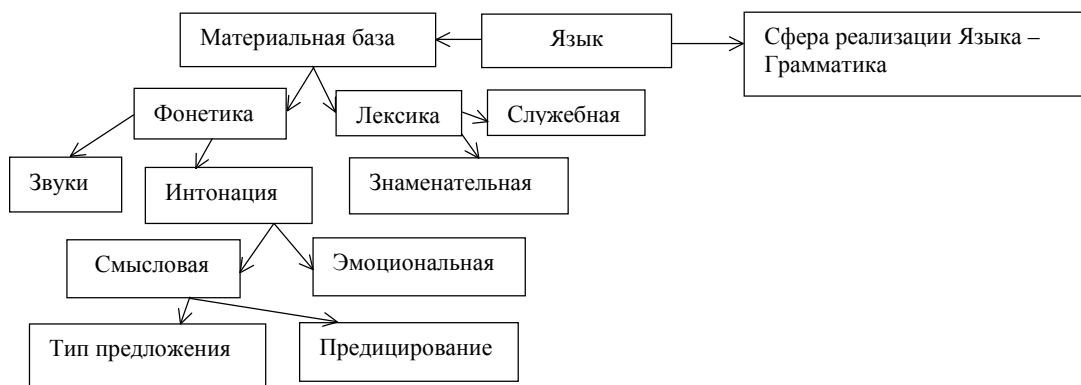 Материальная база
Язык
Сфера реализации Языка –
Грамматика
Фонетика
Лексика
Служебная
Звуки
Интонация
Знаменательная
Смысловая
Эмоциональная
Тип предложения
Предицирование